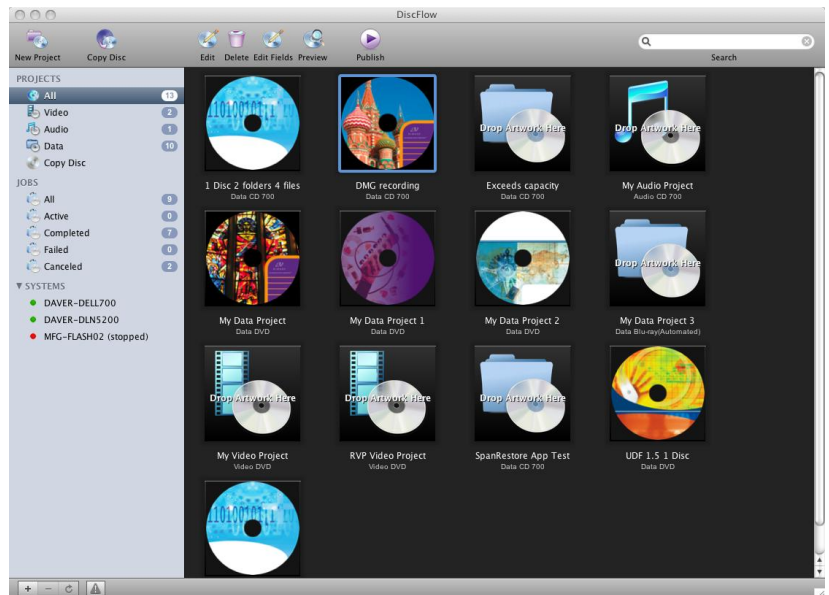 DiscFlow
New Project Copy Disc Edit Delete Edit Fields Preview Publish Search
PROJECTS
All 13
Video 2
Audio 1
Data 10
Copy Disc
JOBS
All 9
Active 0
Completed 7
Failed 0
Canceled 2
SYSTEMS
DAVER-DELL700
DAVER-DLN5200
MFG-FLASH02 (stopped)
Drop Artwork Here Drop Artwork Here
1 Disc 2 folders 4 files DMG recording Exceeds capacity My Audio Project
Data CD 700 Data CD 700 Data CD 700 Audio CD 700
Drop Artwork Here
My Data Project My Data Project 1 My Data Project 2 My Data Project 3
Data DVD Data DVD Data DVD Data Blu-ray(Automated)
Drop Artwork Here Drop Artwork Here Drop Artwork Here
My Video Project RVP Video Project SpanRestore App Test UDF 1.5 1 Disc
Video DVD Video DVD Data CD 700 Data DVD